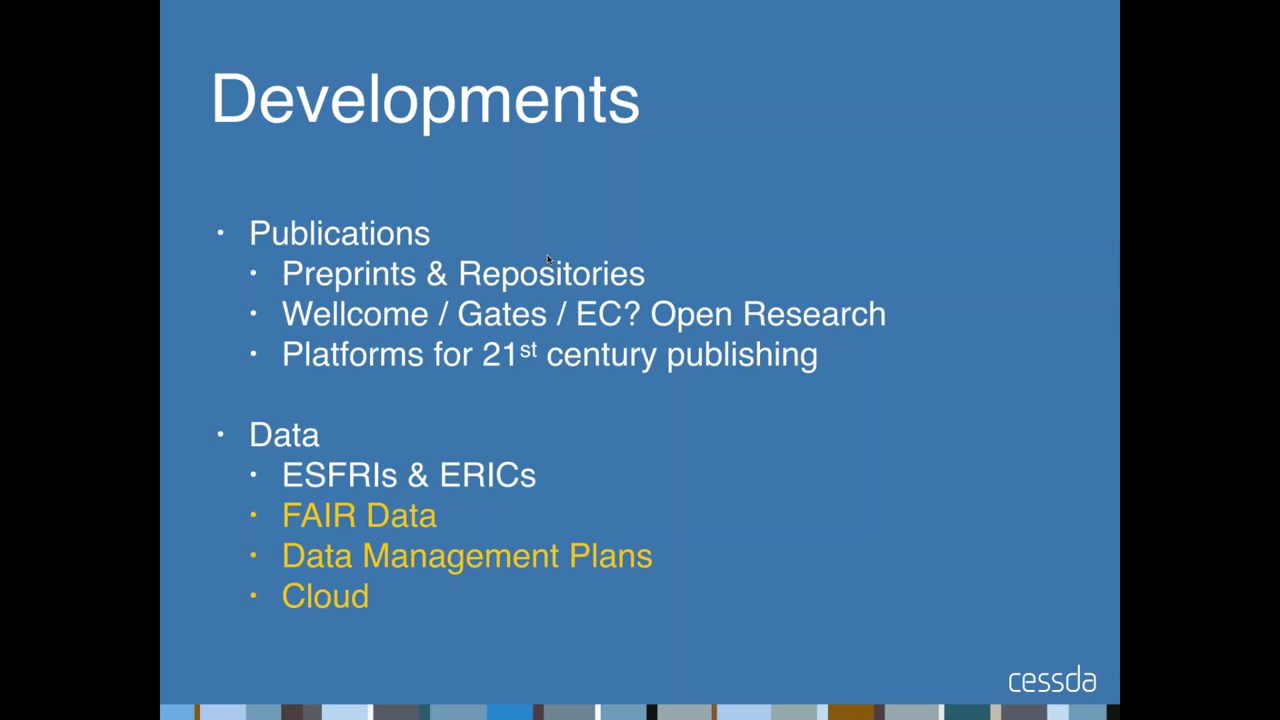 Developments
• Publications
• Preprints & Repositories
• Wellcome / Gates / EC? Open Research
• Platforms for 21st century publishing
• Data
• ESFRIs & ERICs
• FAIR Data
• Data Management Plans
• Cloud
cessda